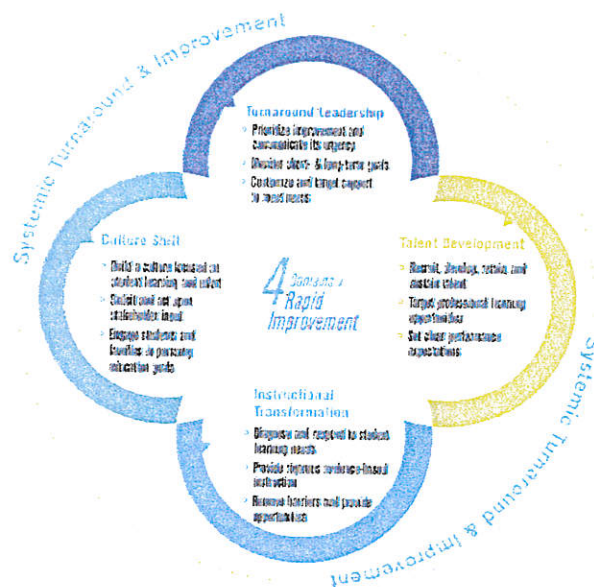 Systemic Turnaround & Improvement
Turnaround Leadership
Prioritize improvement and
communicate its urgency
Monitor short- & long-term goals
Customize and target support
to meet needs
Culture Shift
Build a culture focused on
student learning and effort
Solicit and act upon
stakeholder input
Engage students and
families in pursuing
education goals
4 Domains
Rapid
Improvement
Talent Development
Recruit, develop, retain, and
sustain talent
Target professional learning
opportunities
Set clear performance
expectations
Instructional
Transformation
Diagnose and respond to student
learning needs
Provide rigorous evidence-based
instruction
Remove barriers and provide
opportunities
Systemic Turnaround & Improvement